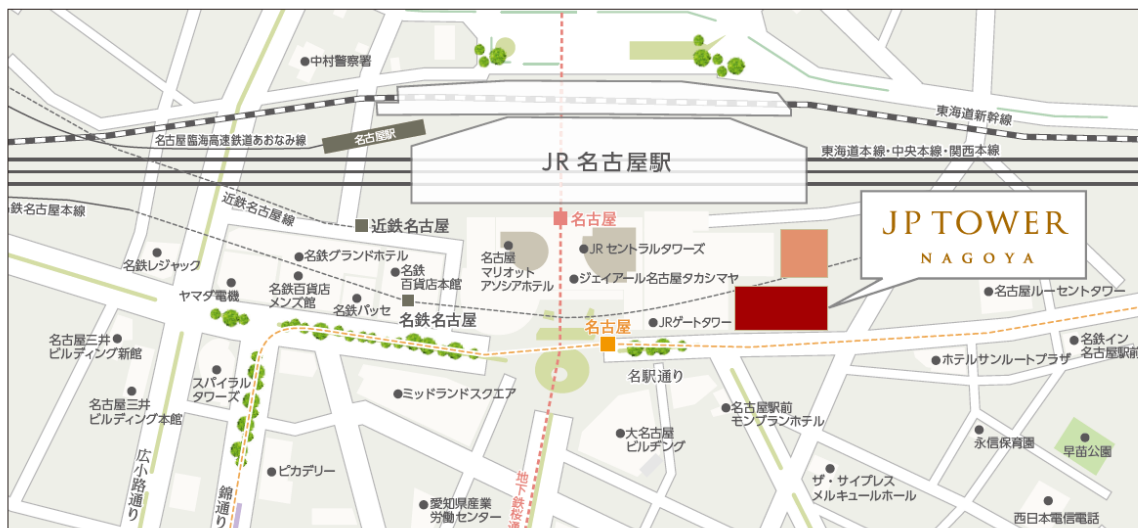 中村警察署
東海道新幹線
名古屋臨海高速鉄道あおなみ線
名古屋駅
JR 名古屋駅
東海道本線・中央本線・関西本線
近鉄名古屋線
名鉄名古屋本線
近鉄名古屋
名古屋
JP TOWER
NAGOYA
名鉄レジャック
名鉄グランドホテル
名鉄
百貨店本館
名古屋
マリオット
アソシアホテル
JR セントラルタワーズ
ジェイアール名古屋タカシマヤ
ヤマダ電機
名鉄百貨店
メンズ館
名鉄パッセ
名鉄名古屋
名古屋
JRゲートタワー
名古屋ルーセントタワー
名古屋三井
ビルディング新館
スパイラル
タワーズ
名古屋三井
ビルディング本館
ミッドランドスクエア
名駅通り
ホテルサンルートプラザ
名鉄イン
名古屋駅前
名古屋駅前
モンブランホテル
大名古屋
ビルヂング
永信保育園
早苗公園
広小路通り
錦通り
ピカデリー
愛知県産業
労働センター
地下鉄桜通
ザ・サイプレス
メルキュールホール
西日本電信電話